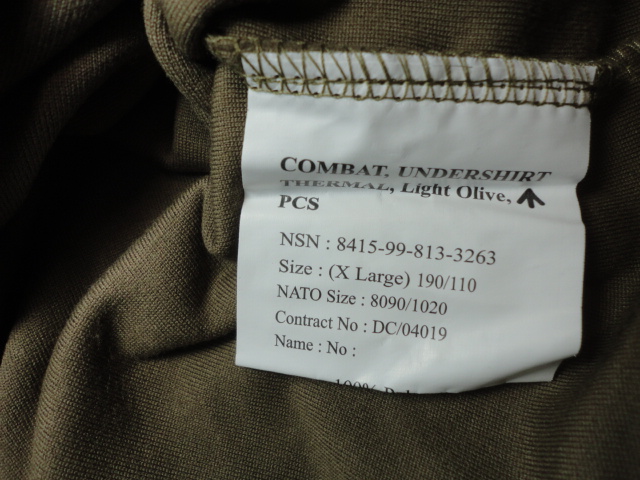 COMBAT, UNDERSHIRT
THERMAL, Light Olive,
PCS
NSN : 8415-99-813-3263
Size : (X Large) 190/110
NATO Size : 8090/1020
Contract No : DC/04019
Name : No :
100%